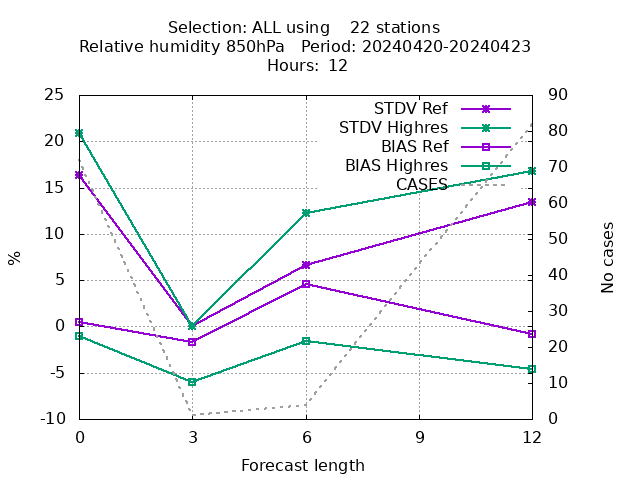 Selection: ALL using    22 stations
Relative humidity 850hPa   Period: 20240420-20240423
Hours: 12
STDV Ref
STDV Highres
BIAS Ref
BIAS Highres
CASES
25
20
15
10
5
0
-5
-10
%
90
80
70
60
50
40
30
20
10
0
No cases
0
3
6
9
12
Forecast length